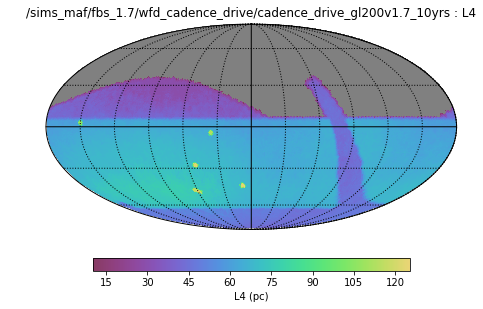 /sims_maf/fbs_1.7/wfd_cadence_drive/cadence_drive_gl200v1.7_10yrs : L4
15 30 45 60 75 90 105 120
L4 (pc)